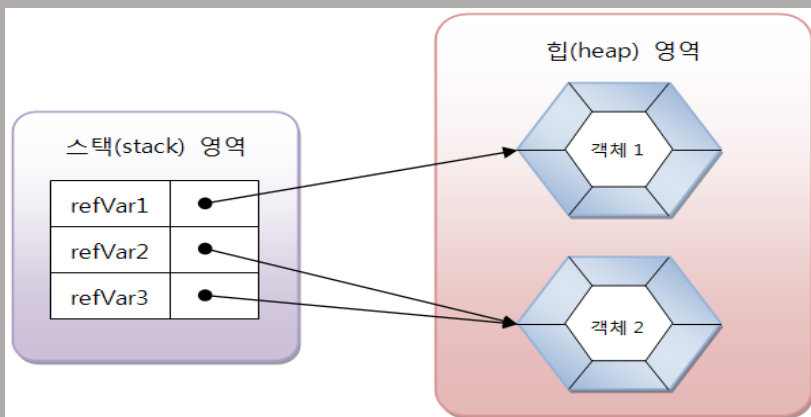 스택(stack) 영역
refVar1
refVar2
refVar3
힙(heap) 영역
객체 1
객체 2